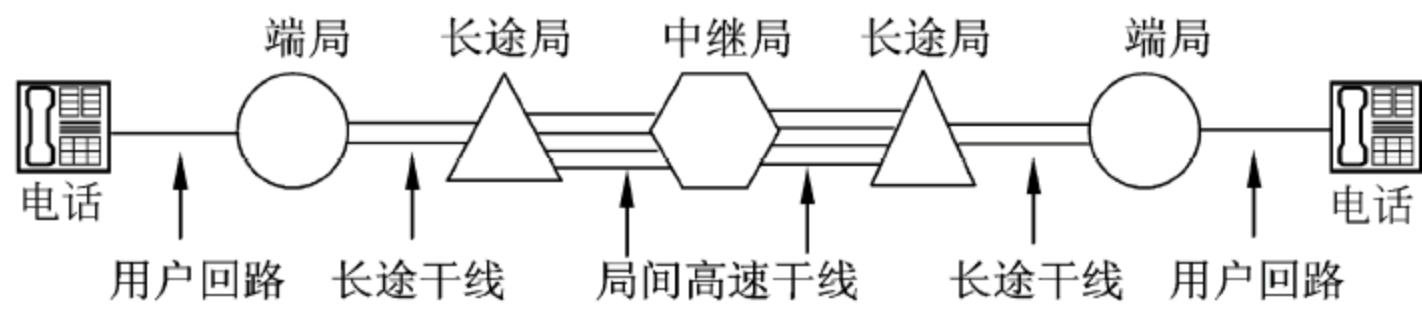 端局 长途局 中继局 长途局 端局
电话 电话
用户回路 长途干线 局间高速干线 长途干线 用户回路